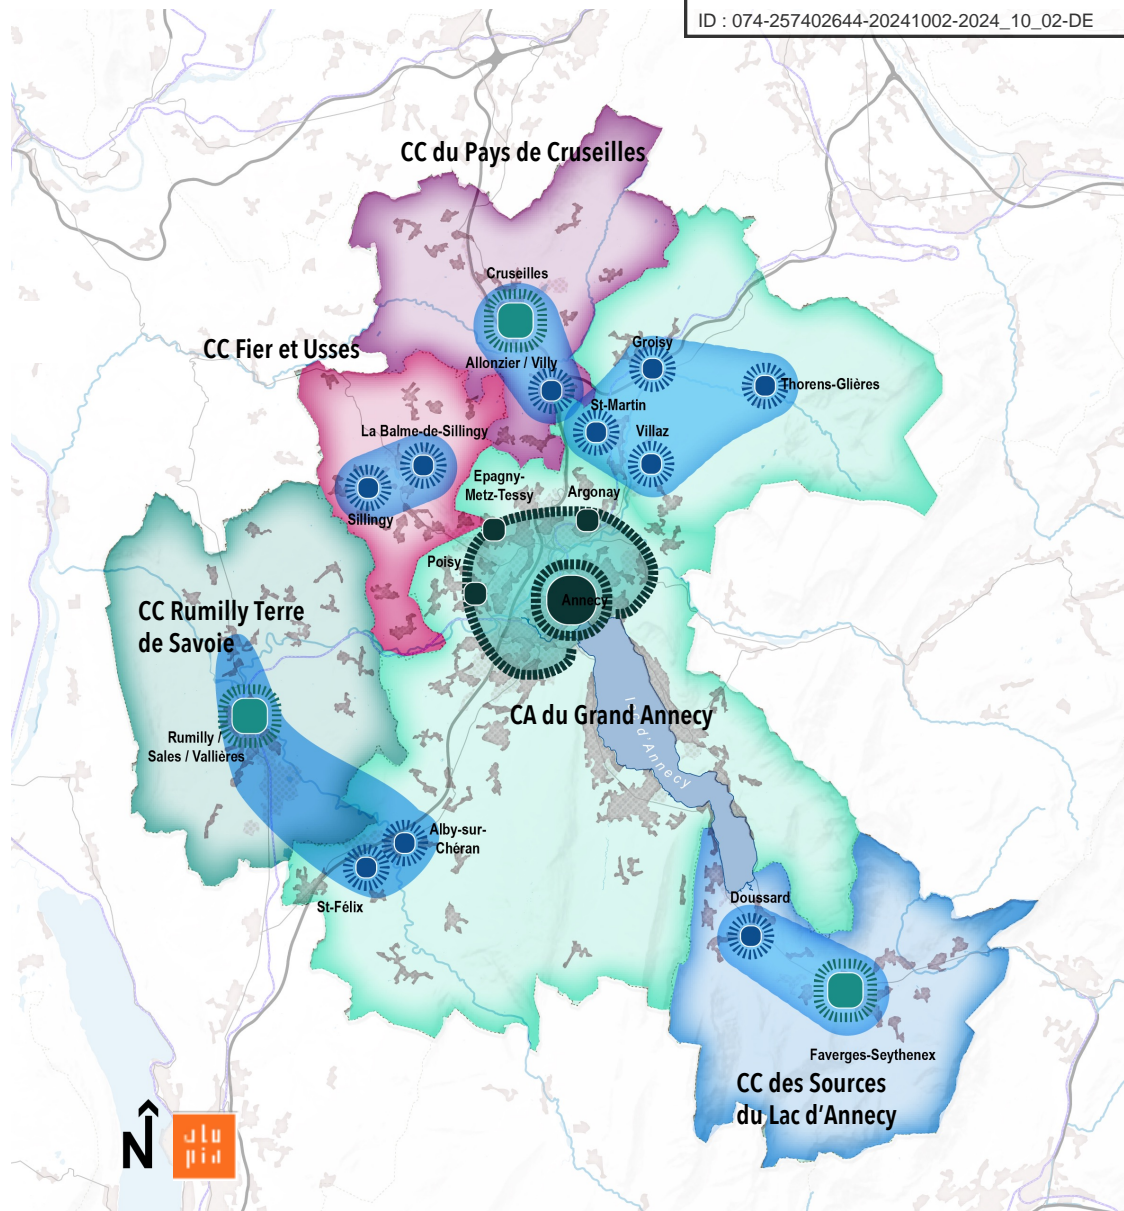 ID : 074-257402644-20241002-2024_10_02-DE
CC du Pays de Cruseilles
Cruseilles
CC Fier et Usses
Allonzier / Villy
Groisy
Thorens-Glières
St-Martin
La Balme-de-Sillingy
Villaz
Epagny-
Metz-Tessy
Argonay
Sillingy
Poisy
Annecy
CC Rumilly Terre
de Savoie
CA du Grand Annecy
Rumilly /
Sales / Vallières
Alby-sur-
Chéran
St-Félix
Doussard
Faverges-Seythenex
CC des Sources
du Lac d'Annecy
N